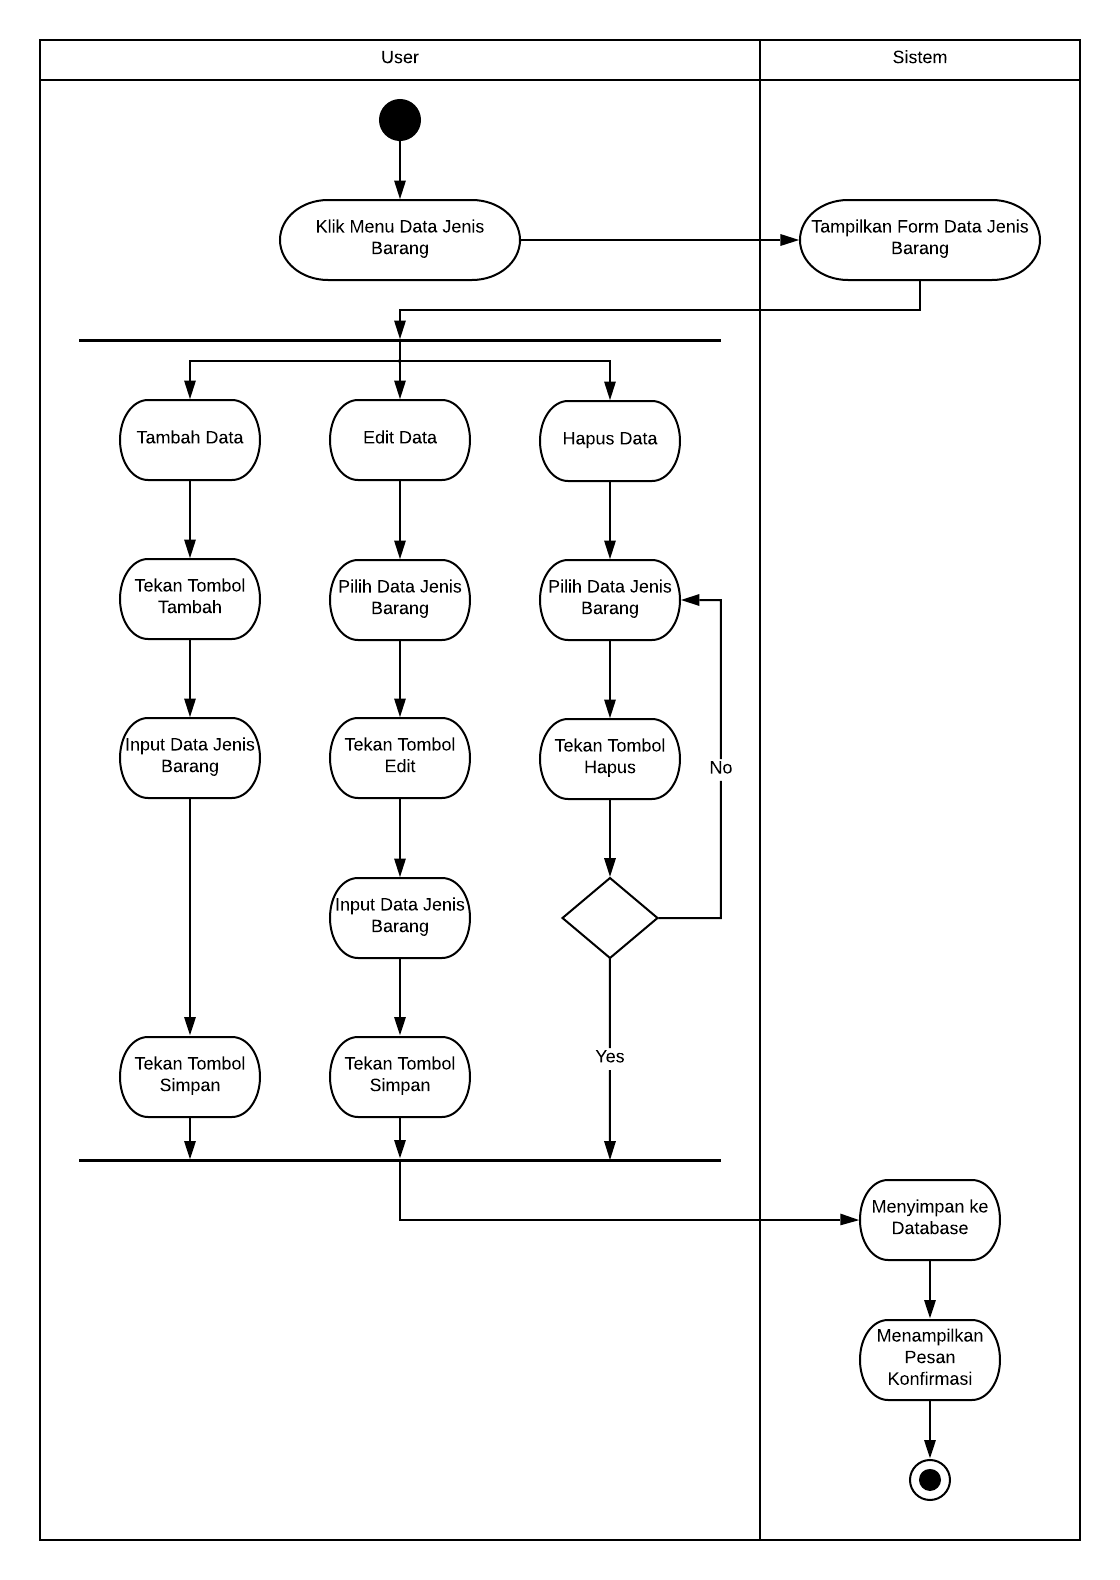 User
Sistem
Klik Menu Data Jenis
Barang
Tampilkan Form Data Jenis
Barang
Tambah Data
Edit Data
Hapus Data
Tekan Tombol
Tambah
Pilih Data Jenis
Barang
Pilih Data Jenis
Barang
Input Data Jenis
Barang
Tekan Tombol
Edit
Tekan Tombol
Hapus
No
Input Data Jenis
Barang
Tekan Tombol
Simpan
Tekan Tombol
Simpan
Yes
Menyimpan ke
Database
Menampilkan
Pesan
Konfirmasi